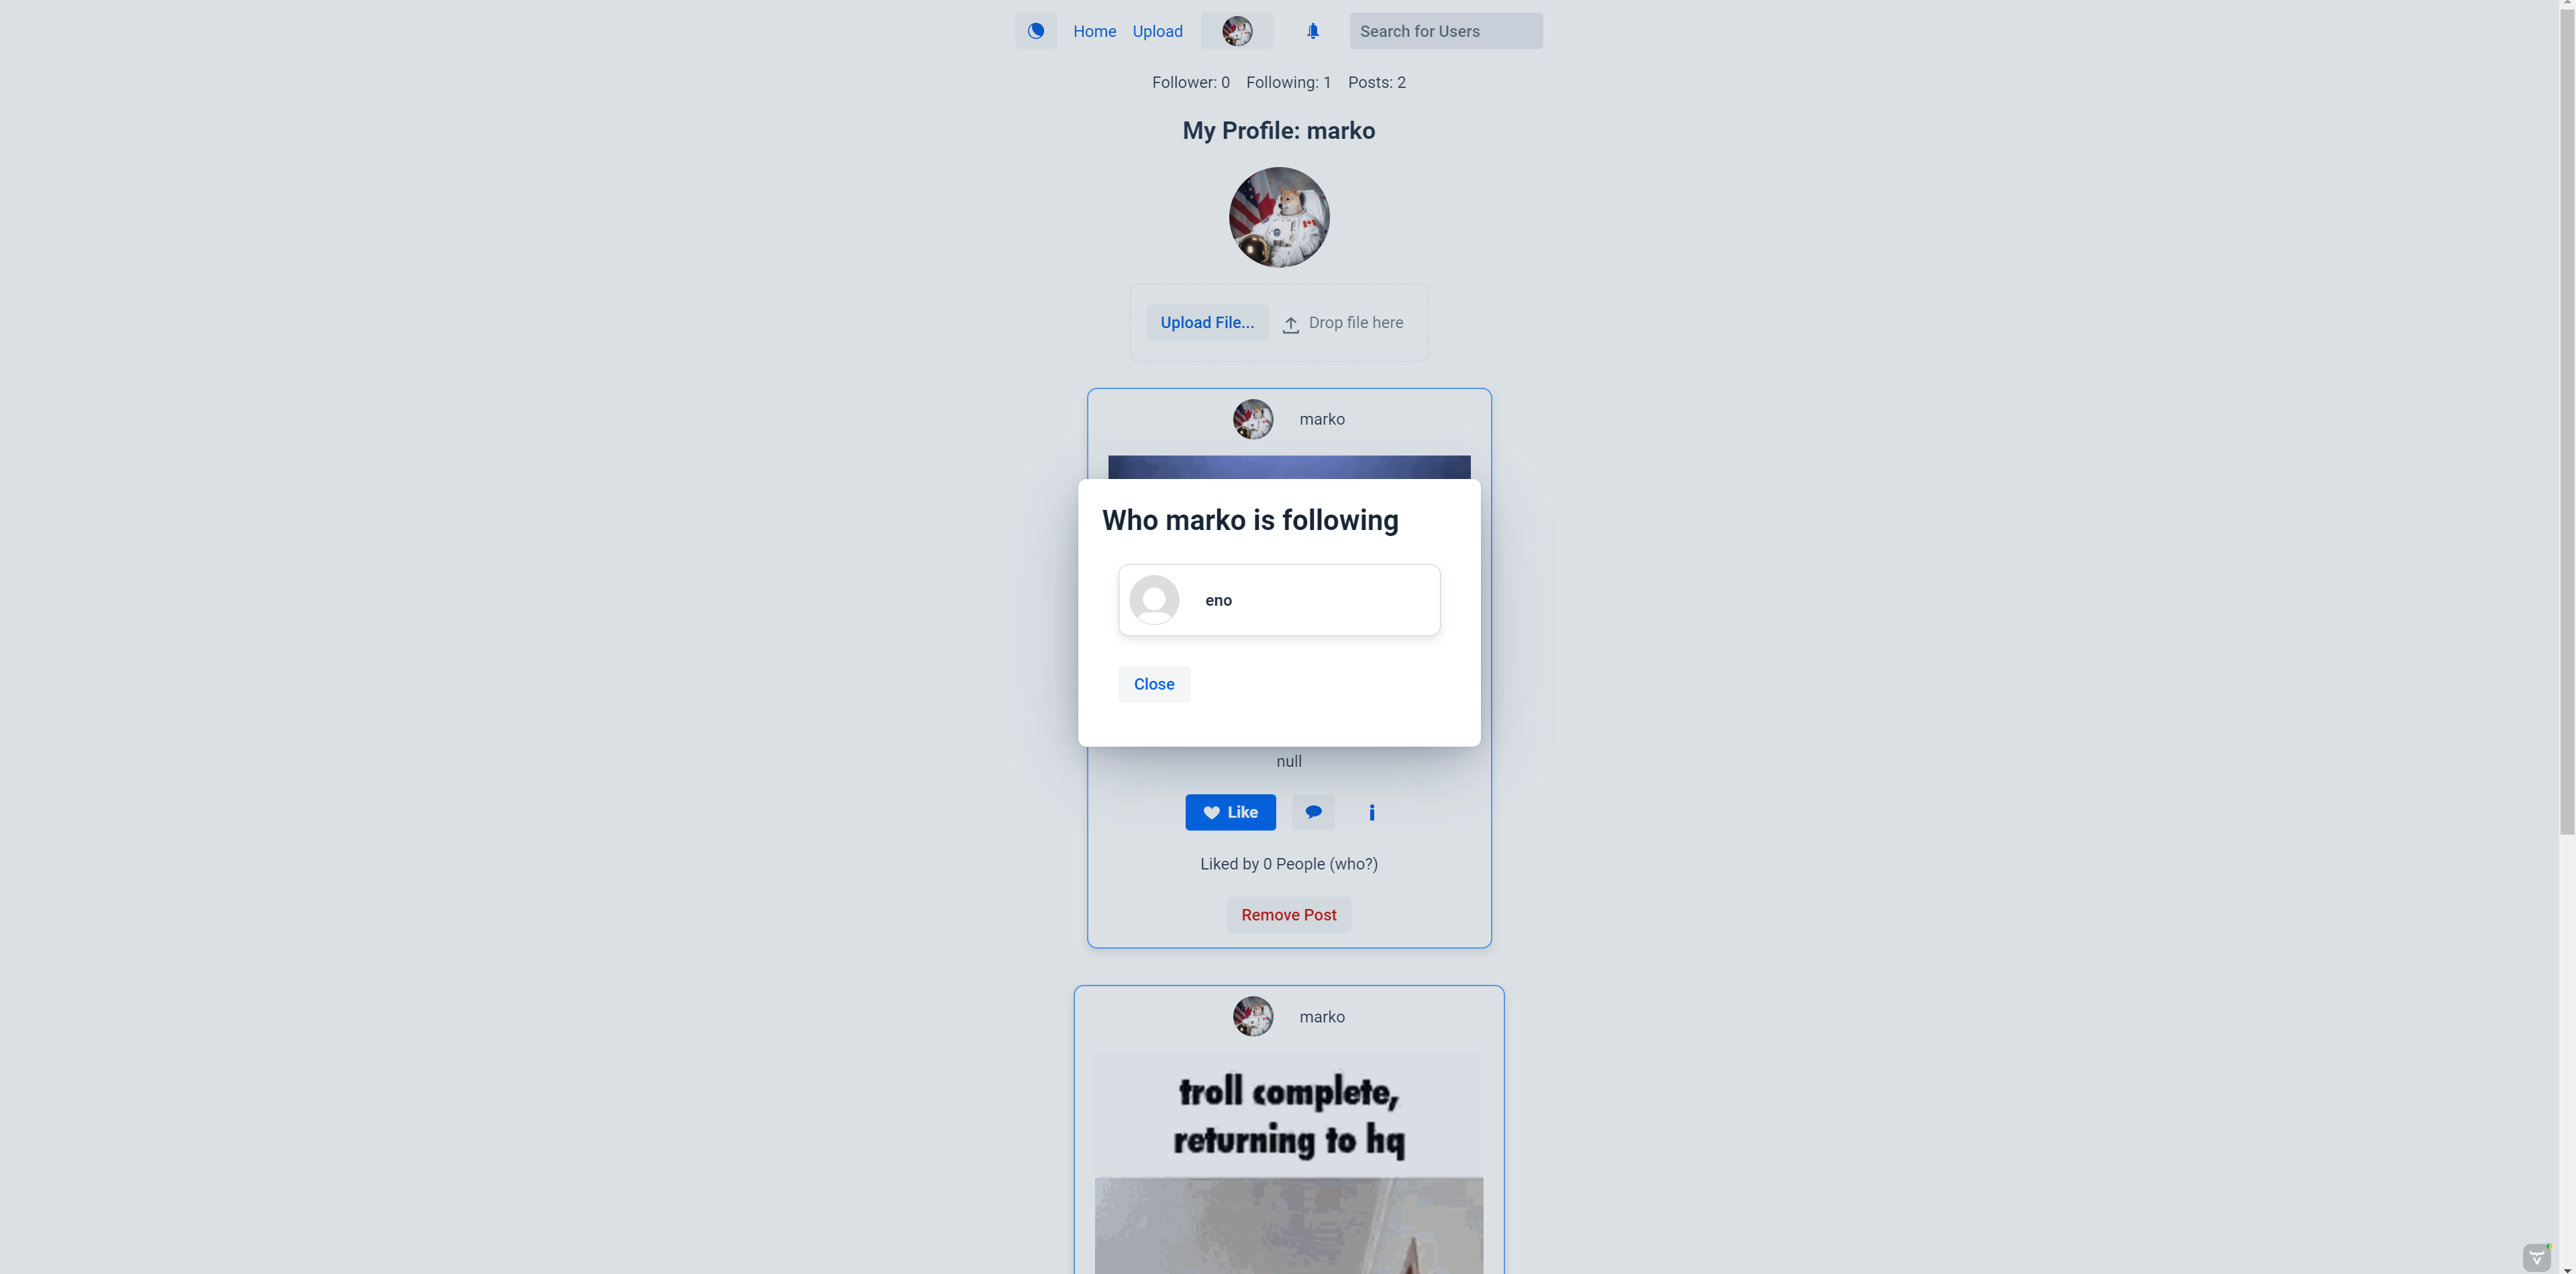 Home Upload Search for Users
Follower: 0 Following: 1 Posts: 2
My Profile: marko
Upload File... Drop file here
marko
Who marko is following
eno
Close
null
Like
Liked by 0 People (who?)
Remove Post
marko
troll complete,
returning to hq